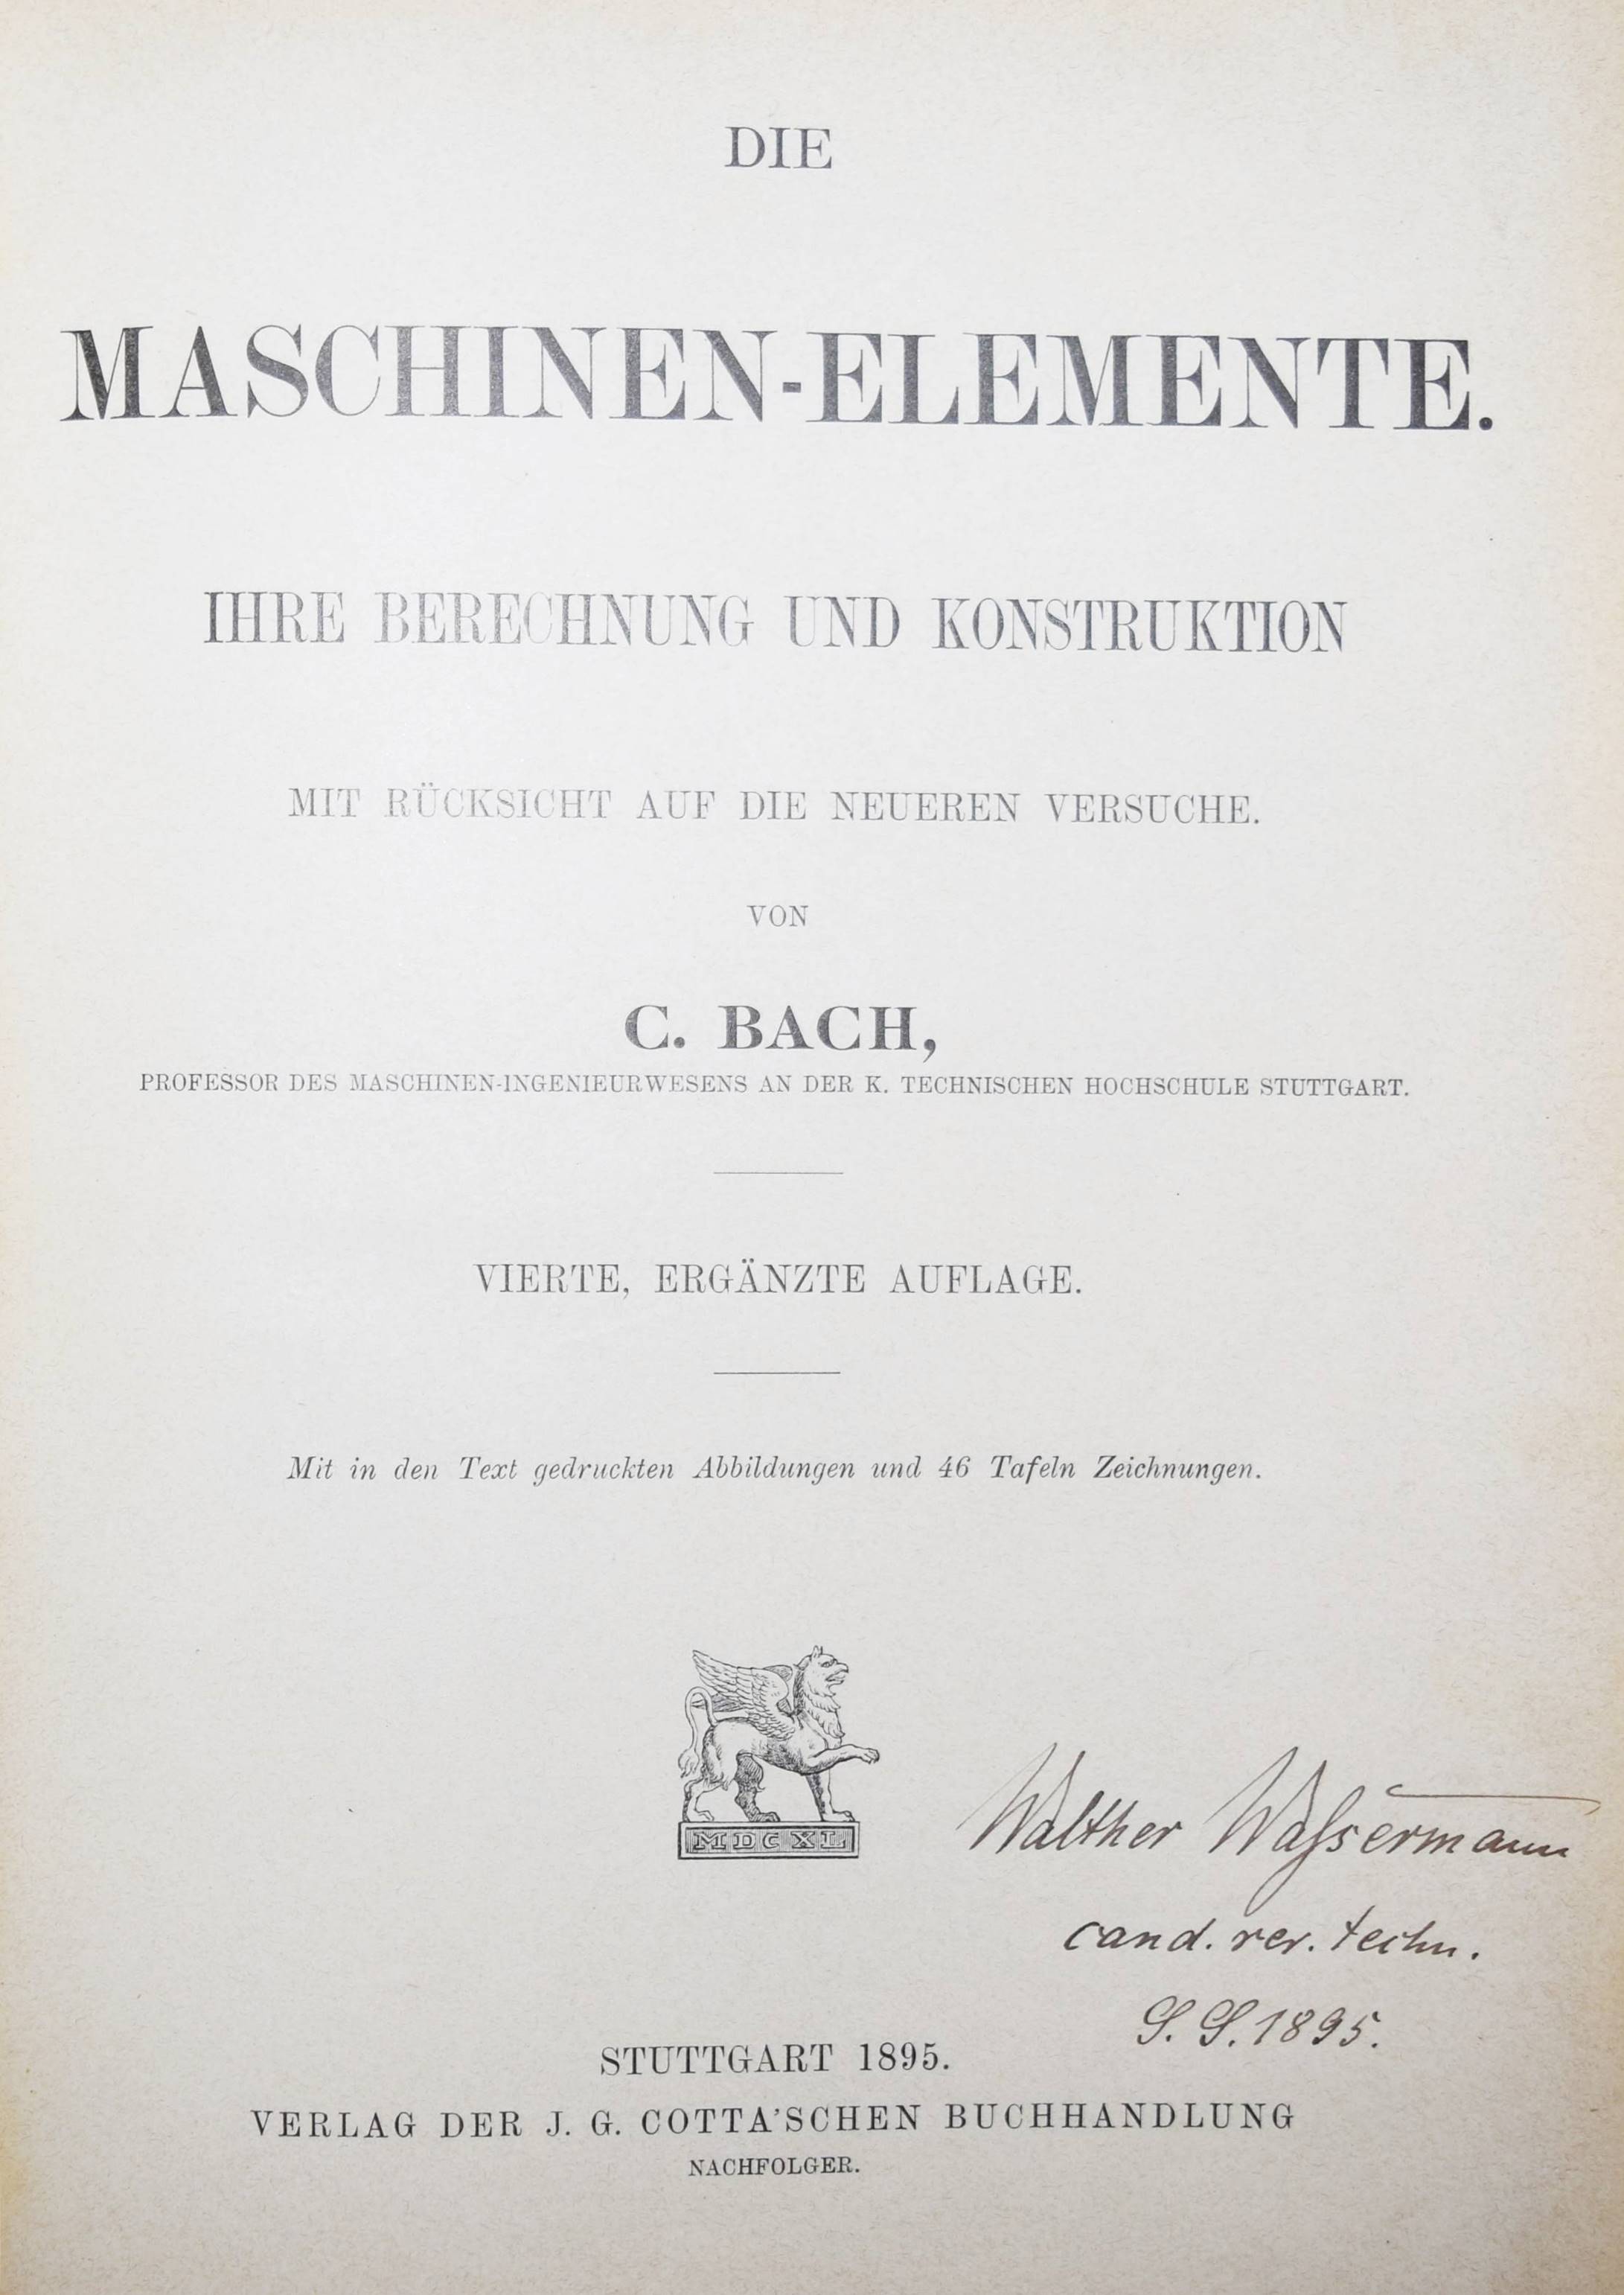 DIE
MASCHINEN-ELEMENTE.
IHRE BERECHNUNG UND KONSTRUKTION
MIT RÜCKSICHT AUF DIE NEUEREN VERSUCHE.
VON
C. BACH,
PROFESSOR DES MASCHINEN-INGENIEURWESENS AN DER K. TECHNISCHEN HOCHSCHULE STUTTGART.
VIERTE, ERGÄNZTE AUFLAGE.
Mit in den Text gedruckten Abbildungen und 46 Tafeln Zeichnungen.
MDCXL
Walther Waſsermann
cand. rer. techn.
S. S. 1895.
STUTTGART 1895.
VERLAG DER J. G. COTTA'SCHEN BUCHHANDLUNG
NACHFOLGER.